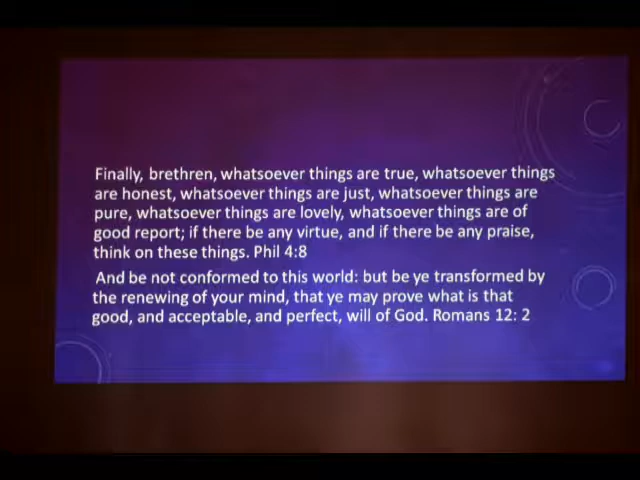 Finally, brethren, whatsoever things are true, whatsoever things
are honest, whatsoever things are just, whatsoever things are
pure, whatsoever things are lovely, whatsoever things are of
good report; if there be any virtue, and if there be any praise,
think on these things. Phil 4:8
And be not conformed to this world: but be ye transformed by
the renewing of your mind, that ye may prove what is that
good, and acceptable, and perfect, will of God. Romans 12: 2